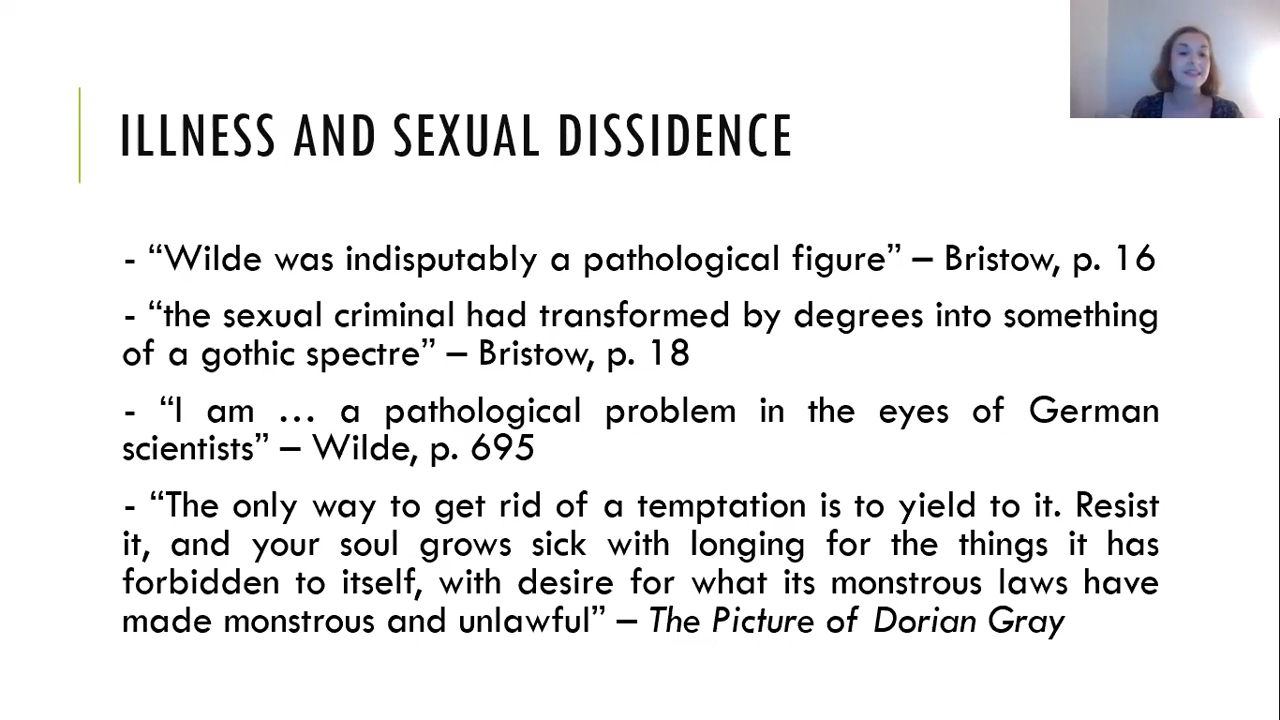 ILLNESS AND SEXUAL DISSIDENCE
- “Wilde was indisputably a pathological figure” – Bristow, p. 16
- “the sexual criminal had transformed by degrees into something
of a gothic spectre” – Bristow, p. 18
- “I am … a pathological problem in the eyes of German
scientists” – Wilde, p. 695
- “The only way to get rid of a temptation is to yield to it. Resist
it, and your soul grows sick with longing for the things it has
forbidden to itself, with desire for what its monstrous laws have
made monstrous and unlawful” – The Picture of Dorian Gray